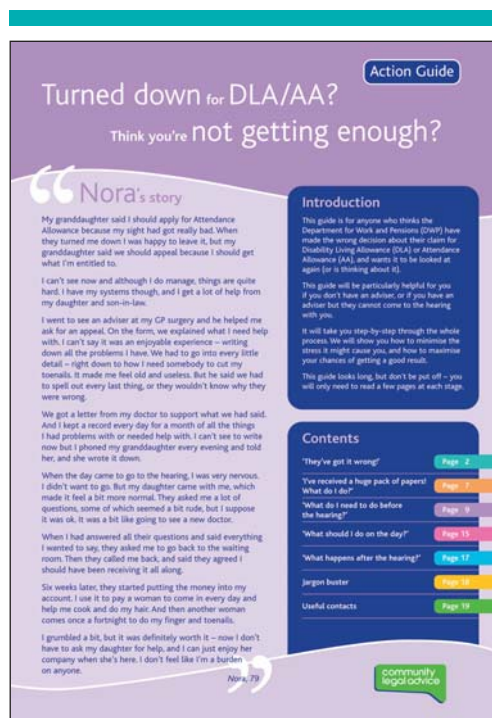 Action Guide
Turned down for DLA/AA?
Think you're not getting enough?
Nora's story
My granddaughter said I should apply for Attendance
Allowance because my sight had got really bad. When
they turned me down I was happy to leave it, but my
granddaughter said we should appeal because I should get
what I'm entitled to.
I can't see now and although I do manage, things are quite
hard. I have my systems though, and I get a lot of help from
my daughter and son-in-law.
I went to see an adviser at my GP surgery and he helped me
ask for an appeal. On the form, we explained what I need help
with. I can't say it was an enjoyable experience – writing
down all the problems I have. We had to go into every little
detail – right down to how I need somebody to cut my
toenails. It made me feel old and useless. But he said we had
to spell out every last thing, or they wouldn't know why they
were wrong.
We got a letter from my doctor to support what we had said.
And I kept a record every day for a month of all the things
I had problems with or needed help with. I can't see to write
now but I phoned my granddaughter every evening and told
her, and she wrote it down.
When the day came to go to the hearing, I was very nervous.
I didn't want to go. But my daughter came with me, which
made it feel a bit more normal. They asked me a lot of
questions, some of which seemed a bit rude, but I suppose
it was ok. It was a bit like going to see a new doctor.
When I had answered all their questions and said everything
I wanted to say, they asked me to go back to the waiting
room. Then they called me back, and said they agreed I
should have been receiving it all along.
Six weeks later, they started putting the money into my
account. I use it to pay a woman to come in every day and
help me cook and do my hair. And then another woman
comes once a fortnight to do my finger and toenails.
I grumbled a bit, but it was definitely worth it – now I don't
have to ask my daughter for help, and I can just enjoy her
company when she's here. I don't feel like I'm a burden
on anyone.
Nora, 79
Introduction
This guide is for anyone who thinks the
Department for Work and Pensions (DWP) have
made the wrong decision about their claim for
Disability Living Allowance (DLA) or Attendance
Allowance (AA), and wants it to be looked at
again (or is thinking about it).
This guide will be particularly helpful for you
if you don't have an adviser, or if you have an
adviser but they cannot come to the hearing
with you.
It will take you step-by-step through the whole
process. We will show you how to minimise the
stress it might cause you, and how to maximise
your chances of getting a good result.
This guide looks long, but don't be put off – you
will only need to read a few pages at each stage.
Contents
'They've got it wrong!' Page 2
'I've received a huge pack of papers!
What do I do?' Page 7
'What do I need to do before
the hearing?' Page 9
'What should I do on the day?' Page 15
'What happens after the hearing?' Page 17
Jargon buster Page 18
Useful contacts Page 19
community
legal advice